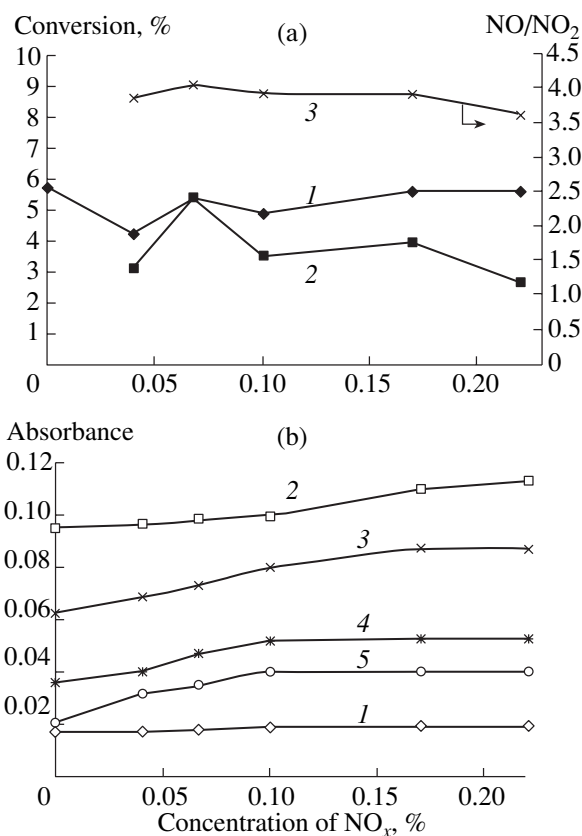 Conversion, % (a) NO/NO2
10 4.5
9 4.0
8 3 3.5
7 3.0
6 2.5
5 1 2.0
4 1.5
3 2 1.0
2 0.5
1 0
0 0.05 0.10 0.15 0.20
Absorbance (b)
0.12
2
0.10
3
0.08
0.06
4
0.04
5
0.02
1
0 0.05 0.10 0.15 0.20
Concentration of NOx, %